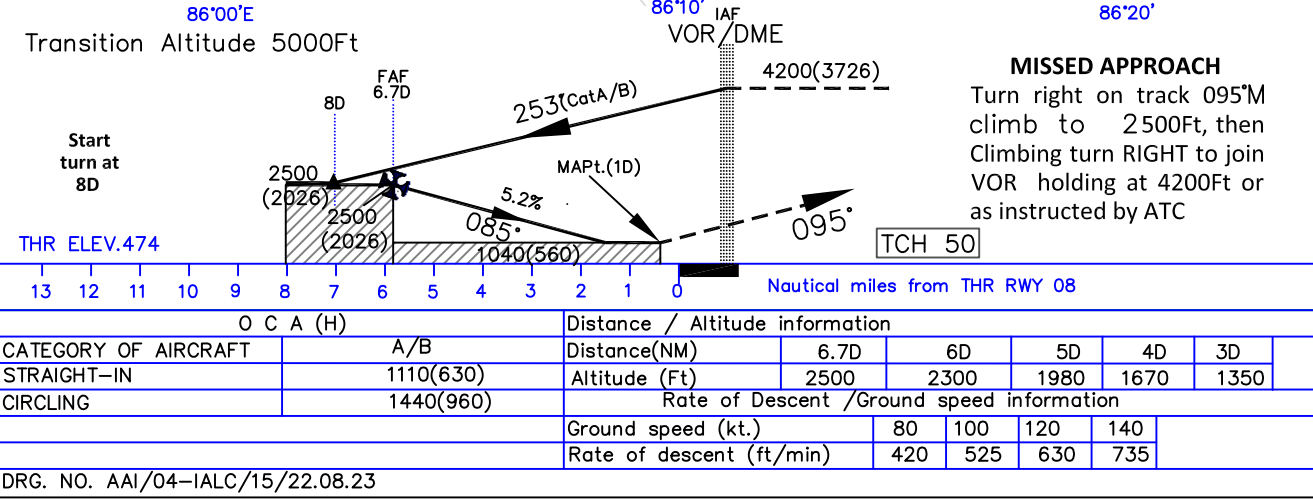 86°00'E
86°10'
86°20'
Transition Altitude 5000Ft
IAF
VOR/DME
FAF
6.7D
8D
4200(3726)
253°(CatA/B)
Start
turn at
8D
MAPt.(1D)
2500
(2026)
2500
(2026)
5.2%
085°
095°
1040(560)
THR ELEV.474
TCH 50
MISSED APPROACH
Turn right on track 095°M
climb to 2500Ft, then
Climbing turn RIGHT to join
VOR holding at 4200Ft or
as instructed by ATC
13 12 11 10 9 8 7 6 5 4 3 2 1 0
Nautical miles from THR RWY 08
O C A (H)
CATEGORY OF AIRCRAFT A/B
STRAIGHT-IN 1110(630)
CIRCLING 1440(960)
Distance / Altitude information
Distance(NM) 6.7D 6D 5D 4D 3D
Altitude (Ft) 2500 2300 1980 1670 1350
Rate of Descent /Ground speed information
Ground speed (kt.) 80 100 120 140
Rate of descent (ft/min) 420 525 630 735
DRG. NO. AAI/04-IALC/15/22.08.23